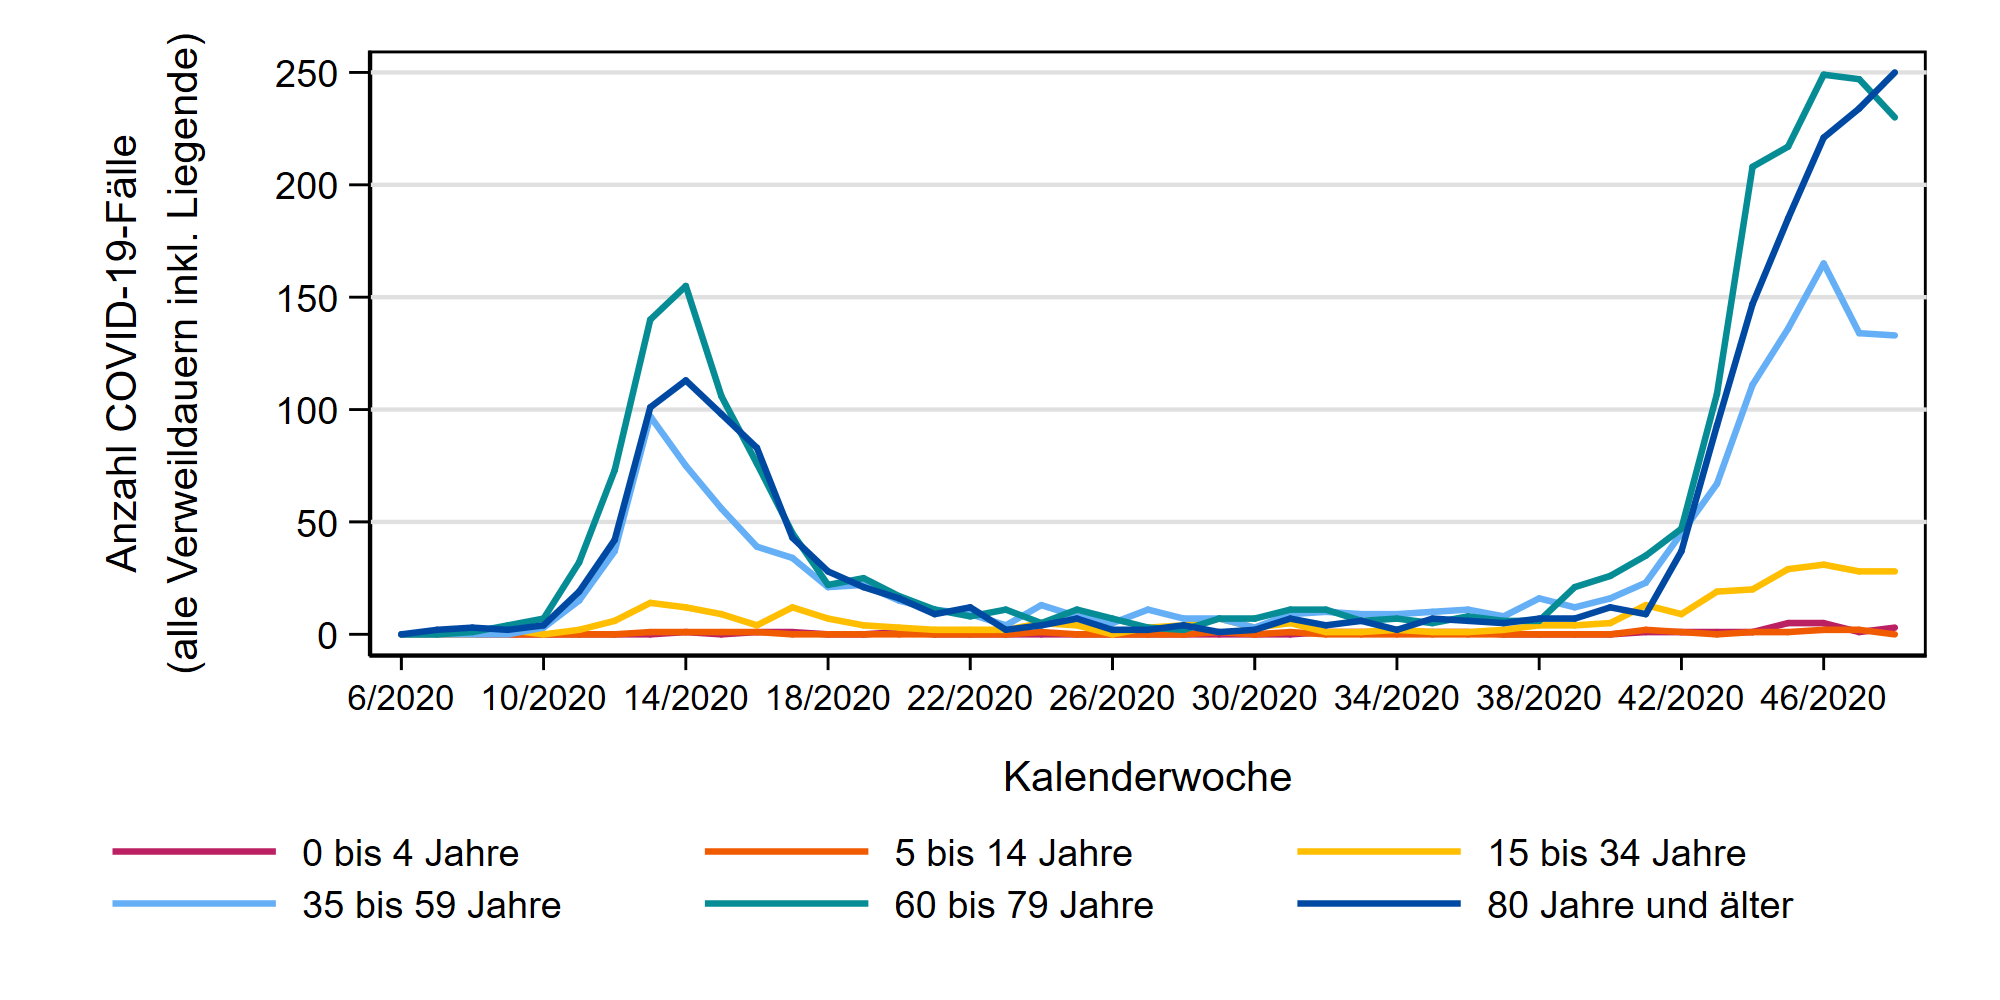 Anzahl COVID-19-Fälle
(alle Verweildauern inkl. Liegende)
250
200
150
100
50
0
6/2020 10/2020 14/2020 18/2020 22/2020 26/2020 30/2020 34/2020 38/2020 42/2020 46/2020
Kalenderwoche
0 bis 4 Jahre 5 bis 14 Jahre 15 bis 34 Jahre
35 bis 59 Jahre 60 bis 79 Jahre 80 Jahre und älter